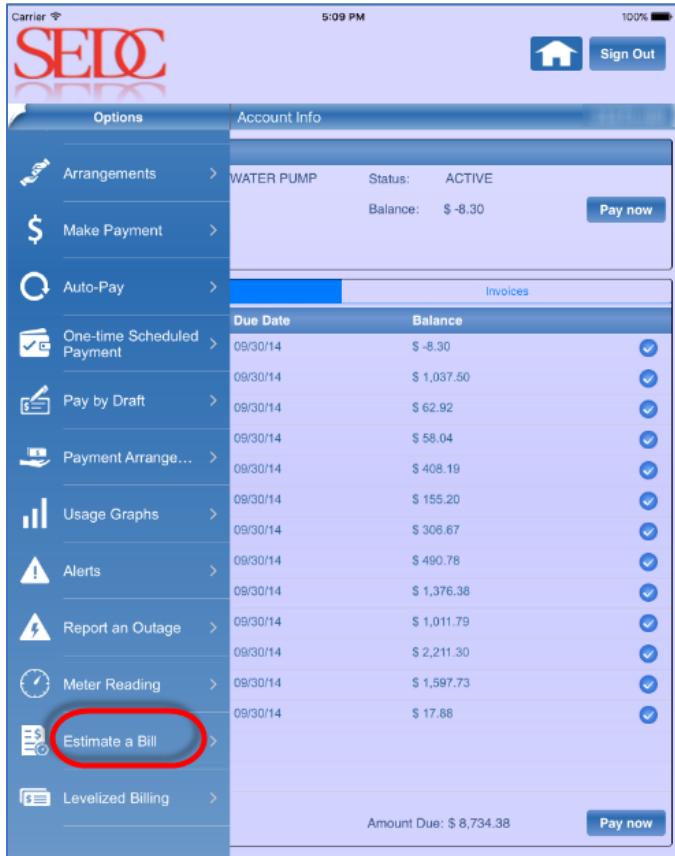 Carrier 5:09 PM 100%
SEDC
Sign Out
Options Account Info
Arrangements
WATER PUMP Status: ACTIVE
Balance: $ -8.30 Pay now
Make Payment
Auto-Pay
Invoices
Due Date Balance
One-time Scheduled
Payment
09/30/14 $ -8.30
09/30/14 $ 1,037.50
Pay by Draft
09/30/14 $ 62.92
09/30/14 $ 58.04
Payment Arrange...
09/30/14 $ 408.19
09/30/14 $ 155.20
Usage Graphs
09/30/14 $ 306.67
09/30/14 $ 490.78
Alerts
09/30/14 $ 1,376.38
09/30/14 $ 1,011.79
Report an Outage
09/30/14 $ 2,211.30
Meter Reading
09/30/14 $ 1,597.73
09/30/14 $ 17.88
Estimate a Bill
Levelized Billing
Amount Due: $ 8,734.38 Pay now